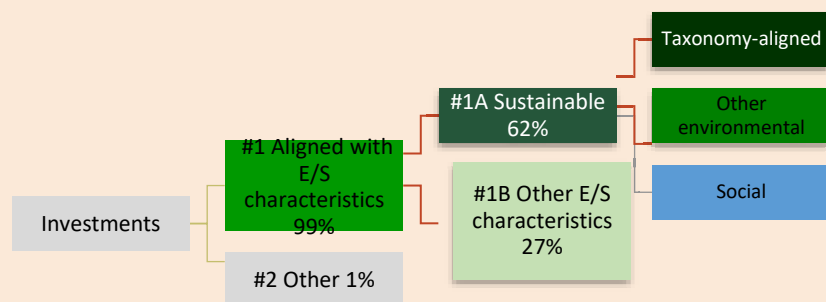 Investments
#1 Aligned with
E/S
characteristics
99%
#2 Other 1%
#1A Sustainable
62%
#1B Other E/S
characteristics
27%
Taxonomy-aligned
Other
environmental
Social